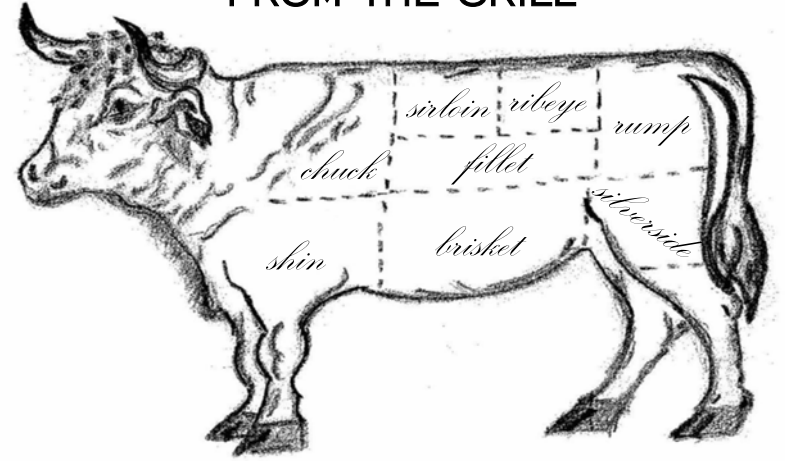 FROM THE GRILL
sirloin
ribeye
rump
chuck
fillet
silverside
shin
brisket